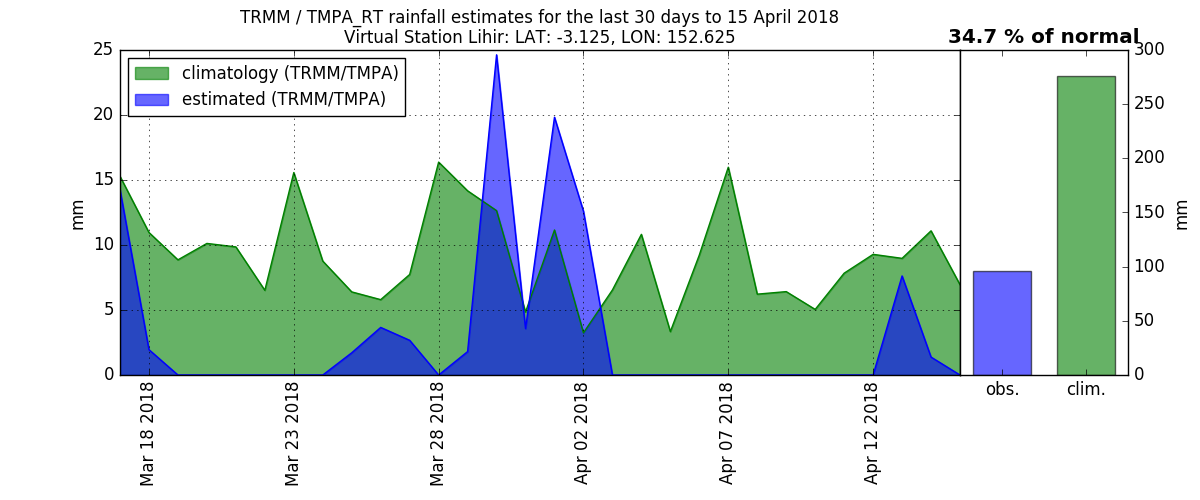 TRMM / TMPA_RT rainfall estimates for the last 30 days to 15 April 2018
Virtual Station Lihir: LAT: -3.125, LON: 152.625
34.7 % of normal
climatology (TRMM/TMPA)
estimated (TRMM/TMPA)
mm
25
20
15
10
5
0
Mar 18 2018
Mar 23 2018
Mar 28 2018
Apr 02 2018
Apr 07 2018
Apr 12 2018
obs.
clim.
300
250
200
150
100
50
0
mm